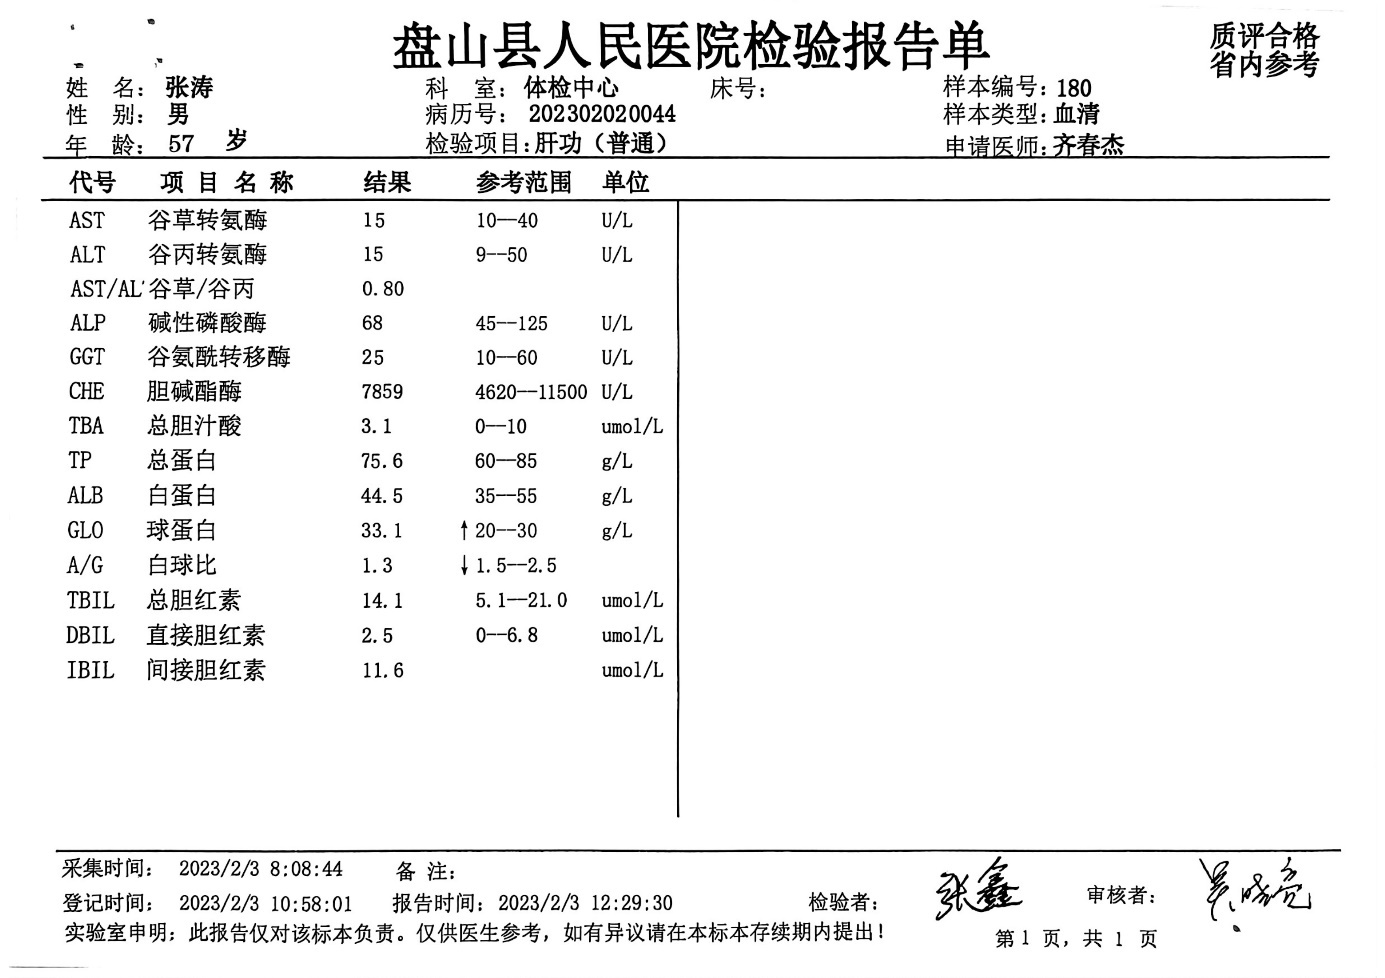 盘山县人民医院检验报告单
质评合格
省内参考
姓 名: 张涛 科 室: 体检中心 床号: 样本编号: 180
性 别: 男 病历号: 202302020044 样本类型: 血清
年 龄: 57 岁 检验项目: 肝功（普通） 申请医师: 齐春杰
代号 项目名称 结果 参考范围 单位
AST 谷草转氨酶 15 10--40 U/L
ALT 谷丙转氨酶 15 9--50 U/L
AST/AL' 谷草/谷丙 0.80
ALP 碱性磷酸酶 68 45--125 U/L
GGT 谷氨酰转移酶 25 10--60 U/L
CHE 胆碱酯酶 7859 4620--11500 U/L
TBA 总胆汁酸 3.1 0--10 umol/L
TP 总蛋白 75.6 60--85 g/L
ALB 白蛋白 44.5 35--55 g/L
GLO 球蛋白 33.1 ↑ 20--30 g/L
A/G 白球比 1.3 ↓ 1.5--2.5
TBIL 总胆红素 14.1 5.1--21.0 umol/L
DBIL 直接胆红素 2.5 0--6.8 umol/L
IBIL 间接胆红素 11.6 umol/L
采集时间: 2023/2/3 8:08:44 备 注:
登记时间: 2023/2/3 10:58:01 报告时间: 2023/2/3 12:29:30 检验者: 张鑫 审核者: 吴晓亮
实验室申明; 此报告仅对该标本负责。仅供医生参考, 如有异议请在本标本存续期内提出!
第1 页, 共 1 页